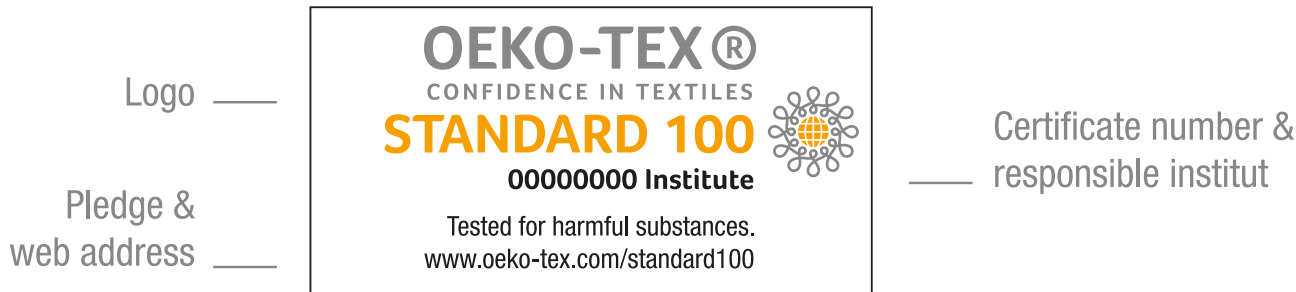 Logo
Pledge &
web address
OEKO-TEX®
CONFIDENCE IN TEXTILES
STANDARD 100
00000000 Institute
Tested for harmful substances.
www.oeko-tex.com/standard100
Certificate number &
responsible institut